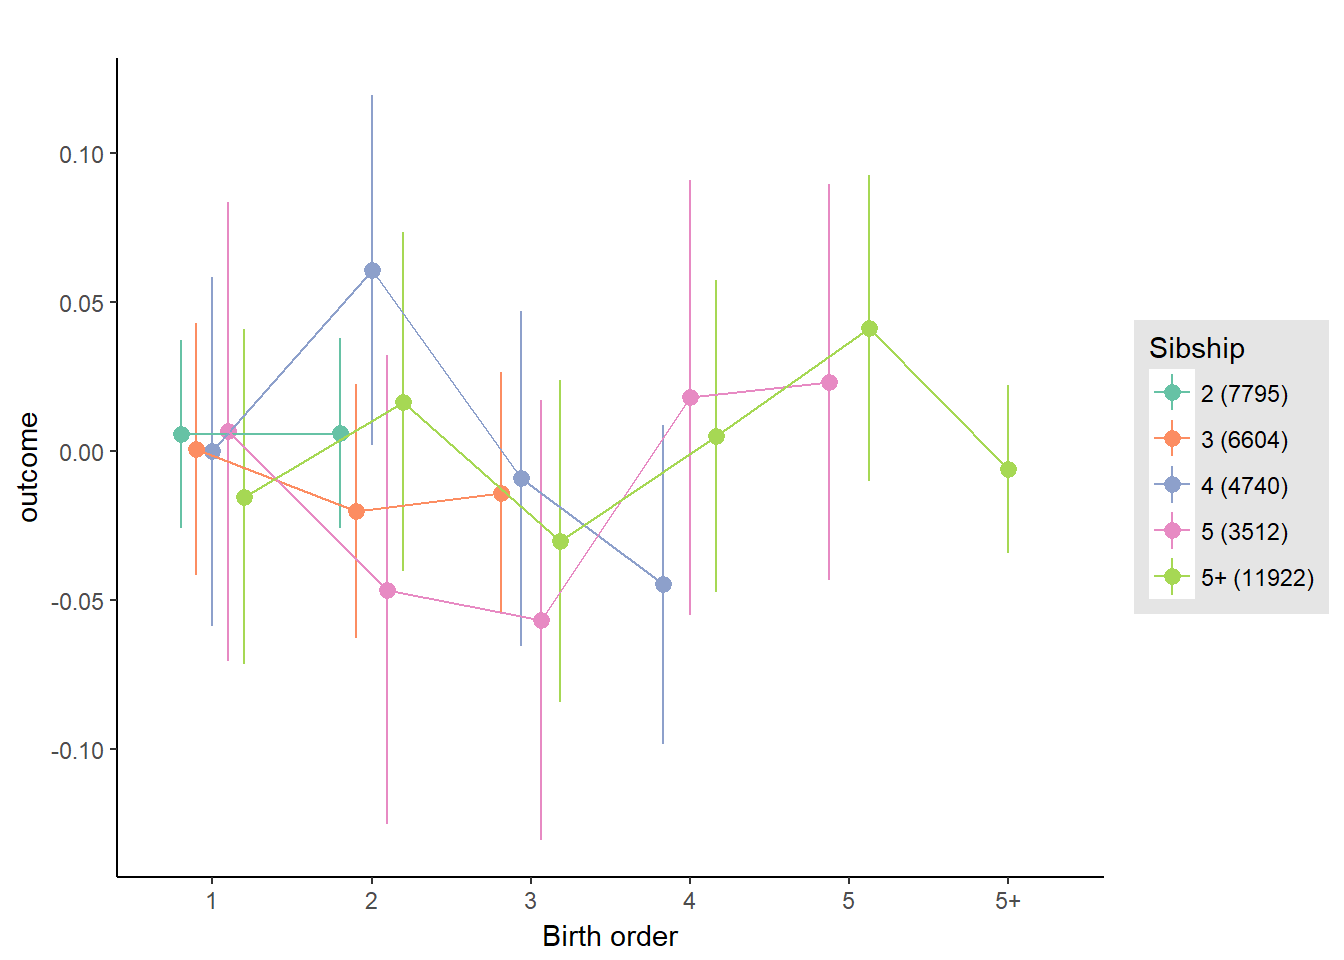 0.10
0.05
0.00
-0.05
-0.10
outcome
1 2 3 4 5 5+
Birth order
Sibship
2 (7795)
3 (6604)
4 (4740)
5 (3512)
5+ (11922)